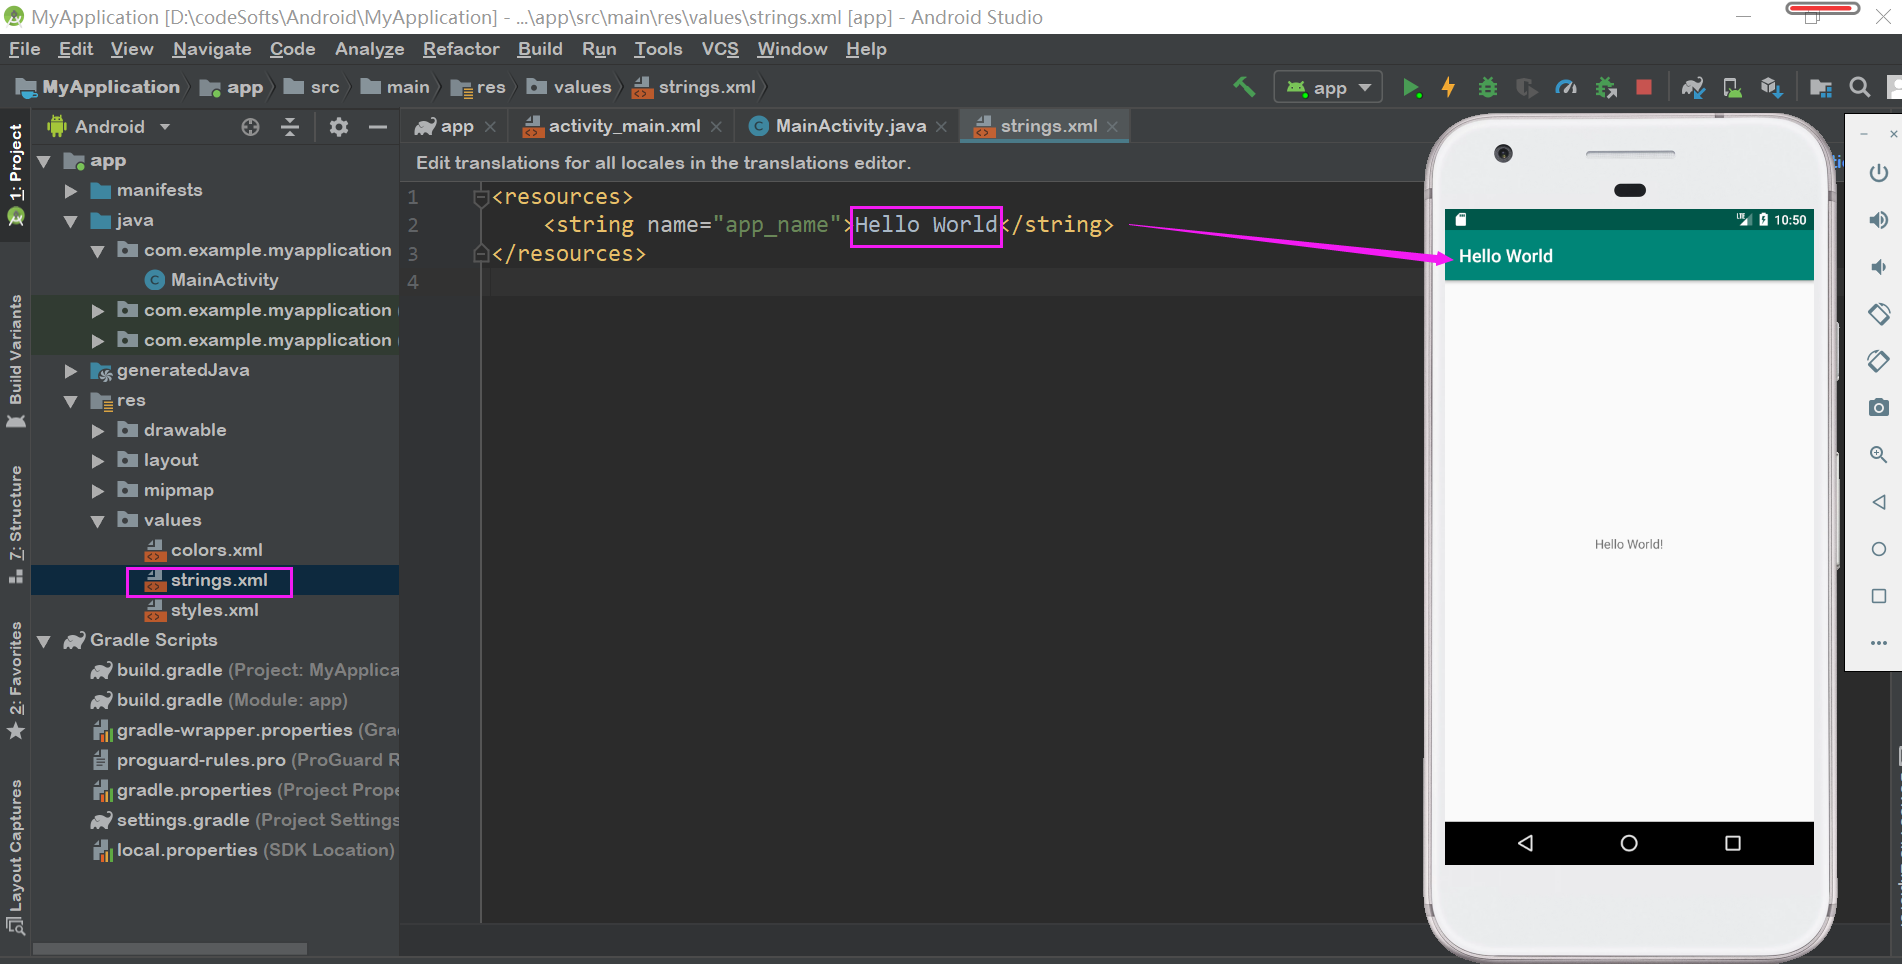 MyApplication [D:\codeSofts\Android\MyApplication] - ...\app\src\main\res\values\strings.xml [app] - Android Studio
File Edit View Navigate Code Analyze Refactor Build Run Tools VCS Window Help
MyApplication app src main res values strings.xml
app
Android
app activity_main.xml MainActivity.java strings.xml
Edit translations for all locales in the translations editor.
1: Project
Build Variants
7: Structure
2: Favorites
Layout Captures
app
manifests
java
com.example.myapplication
MainActivity
com.example.myapplication
com.example.myapplication
generatedJava
res
drawable
layout
mipmap
values
colors.xml
strings.xml
styles.xml
Gradle Scripts
build.gradle (Project: MyApplica
build.gradle (Module: app)
gradle-wrapper.properties (Gra
proguard-rules.pro (ProGuard R
gradle.properties (Project Prope
settings.gradle (Project Settings
local.properties (SDK Location)
1 <resources>
2 <string name="app_name">Hello World</string>
3 </resources>
4
LTE 10:50
Hello World
Hello World!